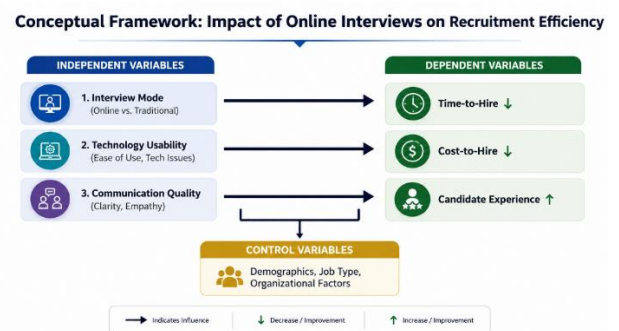 Conceptual Framework: Impact of Online Interviews on Recruitment Efficiency
INDEPENDENT VARIABLES
1. Interview Mode
(Online vs. Traditional)
2. Technology Usability
(Ease of Use, Tech Issues)
3. Communication Quality
(Clarity, Empathy)
DEPENDENT VARIABLES
Time-to-Hire ↓
$
Cost-to-Hire ↓
Candidate Experience ↑
CONTROL VARIABLES
Demographics, Job Type,
Organizational Factors
Indicates Influence
↓ Decrease / Improvement
↑ Increase / Improvement